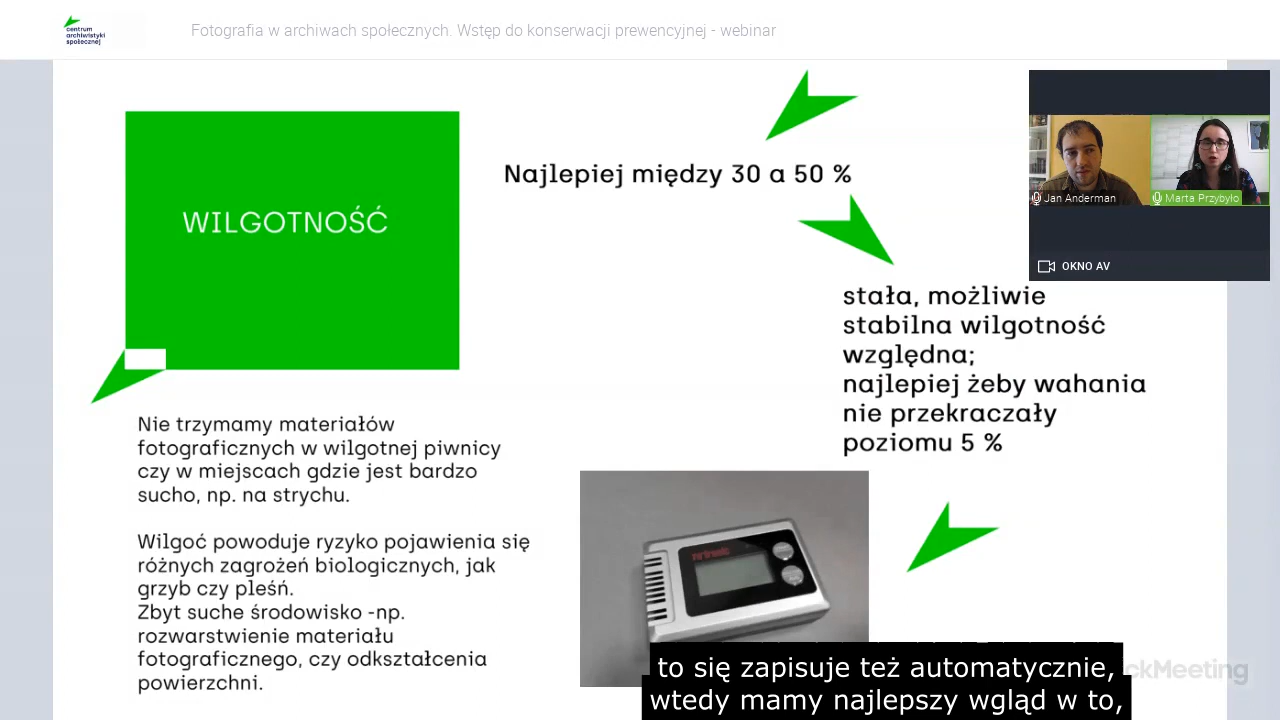 centrum
archiwistyki
społecznej
Fotografia w archiwach społecznych. Wstęp do konserwacji prewencyjnej - webinar
WILGOTNOŚĆ
Najlepiej między 30 a 50 %
Jan Anderman
Marta Przybyło
OKNO AV
stała, możliwie
stabilna wilgotność
względna;
najlepiej żeby wahania
nie przekraczały
poziomu 5 %
Nie trzymamy materiałów
fotograficznych w wilgotnej piwnicy
czy w miejscach gdzie jest bardzo
sucho, np. na strychu.
Wilgoć powoduje ryzyko pojawienia się
różnych zagrożeń biologicznych, jak
grzyb czy pleśń.
Zbyt suche środowisko -np.
rozwarstwienie materiału
fotograficznego, czy odkształcenia
powierzchni.
to się zapisuje też automatycznie,
wtedy mamy najlepszy wgląd w to,